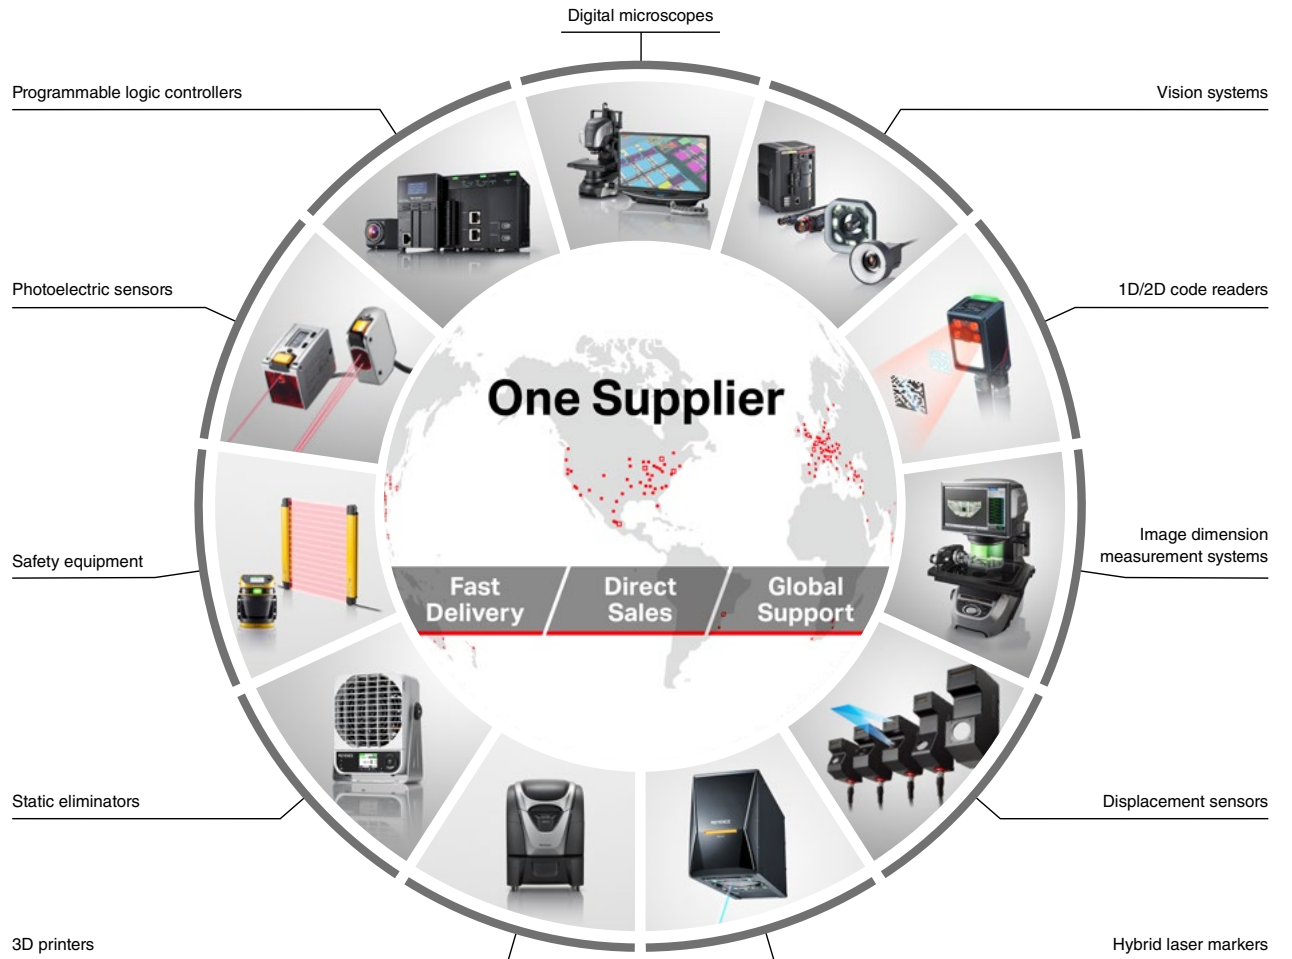 Digital microscopes
Programmable logic controllers
Vision systems
Photoelectric sensors
1D/2D code readers
One Supplier
Image dimension
measurement systems
Safety equipment
Fast
Delivery
Direct
Sales
Global
Support
Static eliminators
Displacement sensors
3D printers
Hybrid laser markers